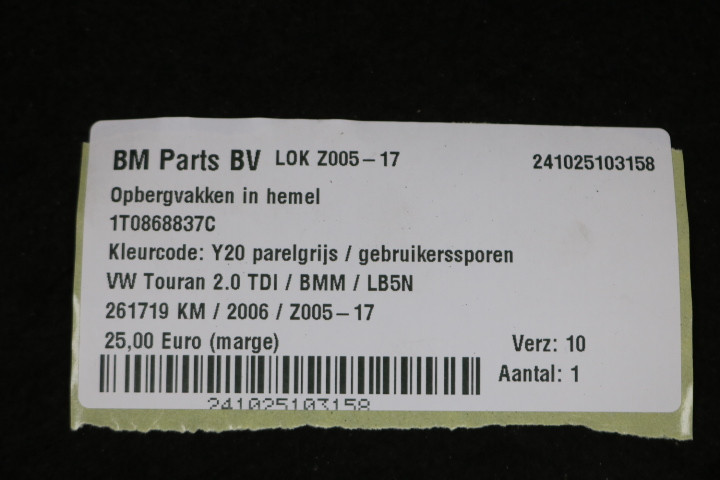 BM Parts BV LOK Z005-17 241025103158
Opbergvakken in hemel
1T0868837C
Kleurcode: Y20 parelgrijs / gebruikerssporen
VW Touran 2.0 TDI / BMM / LB5N
261719 KM / 2006 / Z005-17
25,00 Euro (marge) Verz: 10
Aantal: 1
241025103158